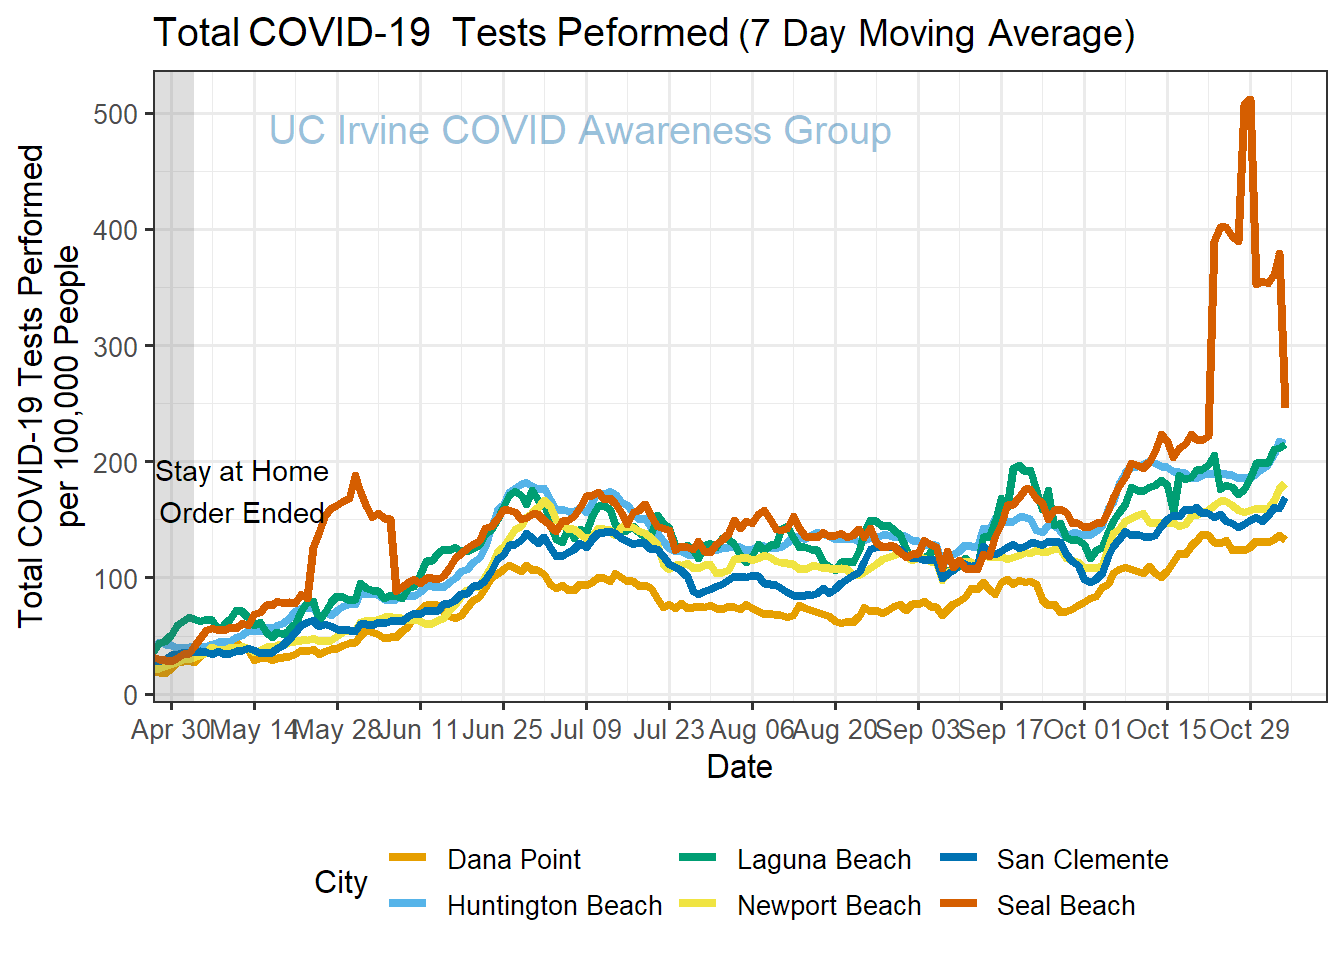 Total COVID-19  Tests Peformed (7 Day Moving Average)
UC Irvine COVID Awareness Group
Total COVID-19 Tests Performed
per 100,000 People
500
400
300
200
100
0
Stay at Home
Order Ended
Apr 30 May 14 May 28 Jun 11 Jun 25 Jul 09 Jul 23 Aug 06 Aug 20 Sep 03 Sep 17 Oct 01 Oct 15 Oct 29
Date
City
Dana Point Laguna Beach San Clemente
Huntington Beach Newport Beach Seal Beach